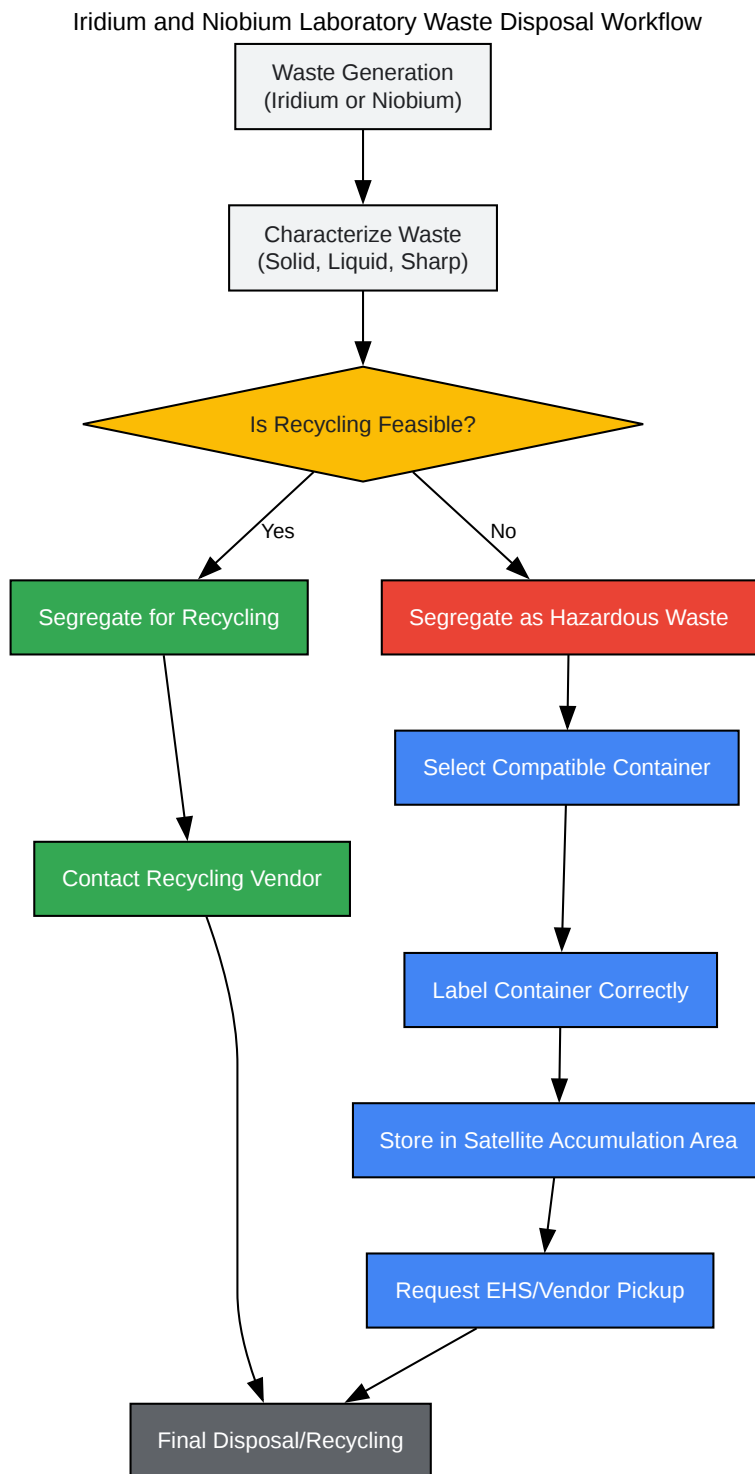 Iridium and Niobium Laboratory Waste Disposal Workflow
Waste Generation
(Iridium or Niobium)
Characterize Waste
(Solid, Liquid, Sharp)
Is Recycling Feasible?
Yes
No
Segregate for Recycling
Segregate as Hazardous Waste
Select Compatible Container
Contact Recycling Vendor
Label Container Correctly
Store in Satellite Accumulation Area
Request EHS/Vendor Pickup
Final Disposal/Recycling